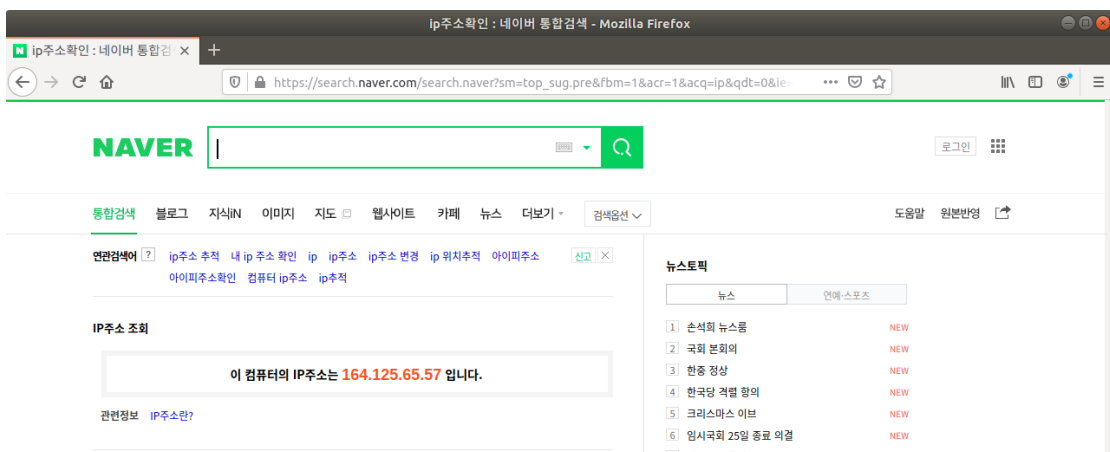 ip주소확인 : 네이버 통합검색 - Mozilla Firefox
N ip주소확인 : 네이버 통합검
https://search.naver.com/search.naver?sm=top_sug.pre&fbm=1&acr=1&acq=ip&qdt=0&ie=
NAVER
로그인
통합검색 블로그 지식iN 이미지 지도 웹사이트 카페 뉴스 더보기 검색옵션
도움말 원본반영
연관검색어 ? ip주소 추적 내 ip 주소 확인 ip ip주소 ip주소 변경 ip 위치추적 아이피주소 신고
아이피주소확인 컴퓨터 ip주소 ip추적
IP주소 조회
이 컴퓨터의 IP주소는 164.125.65.57 입니다.
관련정보 IP주소란?
뉴스토픽
뉴스 연예·스포츠
1 손석희 뉴스룸 NEW
2 국회 본회의 NEW
3 한중 정상 NEW
4 한국당 격렬 항의 NEW
5 크리스마스 이브 NEW
6 임시국회 25일 종료 의결 NEW